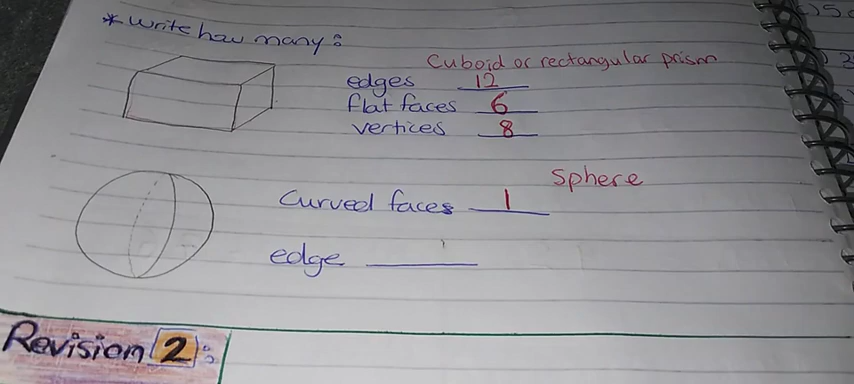 * Write how many:
Cuboid or rectangular prism
edges 12
flat faces 6
vertices 8
Sphere
Curved faces 1
edge
Revision 2: